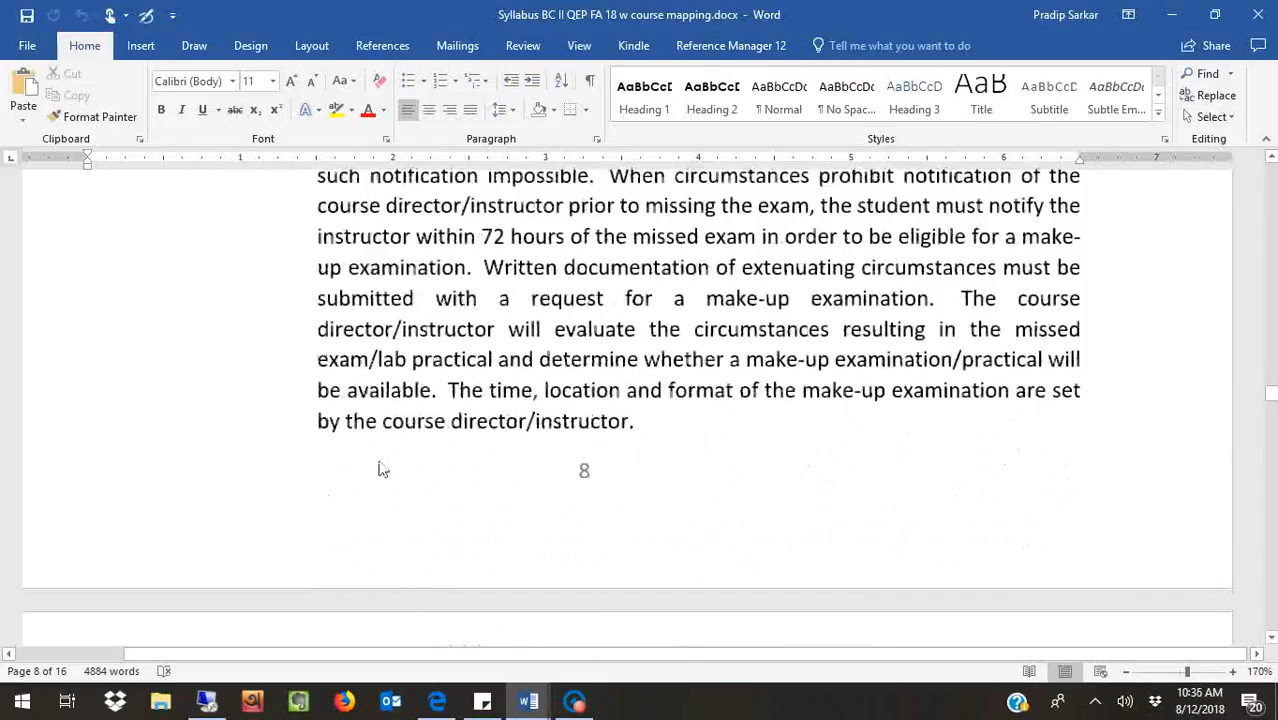 Syllabus BC II QEP FA 18 w course mapping.docx - Word
Pradip Sarkar
File Home Insert Draw Design Layout References Mailings Review View Kindle Reference Manager 12 Tell me what you want to do Share
Paste
Cut
Copy
Format Painter
Calibri (Body) 11
Find
Replace
Select
AaBbCcDc AaBbCcDc AaB AaBbCcD
Heading 1 Heading 2 ¶ Normal ¶ No Spac... Heading 3 Title Subtitle Subtle Em...
Clipboard Font Paragraph Styles Editing
1 2 3 4 5 6 7
such notification impossible. When circumstances prohibit notification of the
course director/instructor prior to missing the exam, the student must notify the
instructor within 72 hours of the missed exam in order to be eligible for a make-
up examination. Written documentation of extenuating circumstances must be
submitted with a request for a make-up examination. The course
director/instructor will evaluate the circumstances resulting in the missed
exam/lab practical and determine whether a make-up examination/practical will
be available. The time, location and format of the make-up examination are set
by the course director/instructor.
8
Page 8 of 16 4884 words
170%
10:35 AM
8/12/2018
20